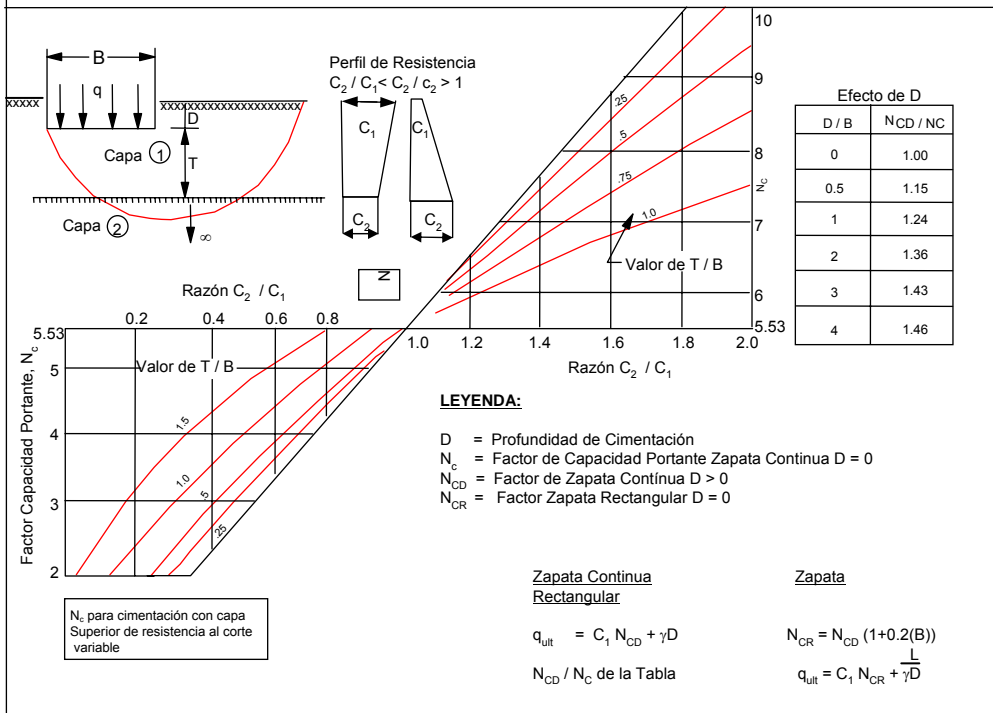 B
q
D
T
Capa 1
Capa 2
∞
Perfil de Resistencia
C2 / C1< C2 / c2 > 1
C1
C1
C2
C2
N
10
9
8
Nc
7
6
5.53
.25
.5
.75
1.0
Valor de T / B
1.0 1.2 1.4 1.6 1.8 2.0
Razón C2 / C1
Efecto de D
D / B NCD / NC
0 1.00
0.5 1.15
1 1.24
2 1.36
3 1.43
4 1.46
Razón C2 / C1
0.2 0.4 0.6 0.8
5.53
5
4
3
2
Factor Capacidad Portante, Nc
Valor de T / B
1.5
1.0
.5
.25
Nc para cimentación con capa
Superior de resistencia al corte
variable
LEYENDA:
D = Profundidad de Cimentación
Nc = Factor de Capacidad Portante Zapata Continua D = 0
NCD = Factor de Zapata Contínua D > 0
NCR = Factor Zapata Rectangular D = 0
Zapata Continua Zapata
Rectangular
qult = C1 NCD + γD
NCD / NC de la Tabla
NCR = NCD (1+0.2(B))
L
qult = C1 NCR + γD